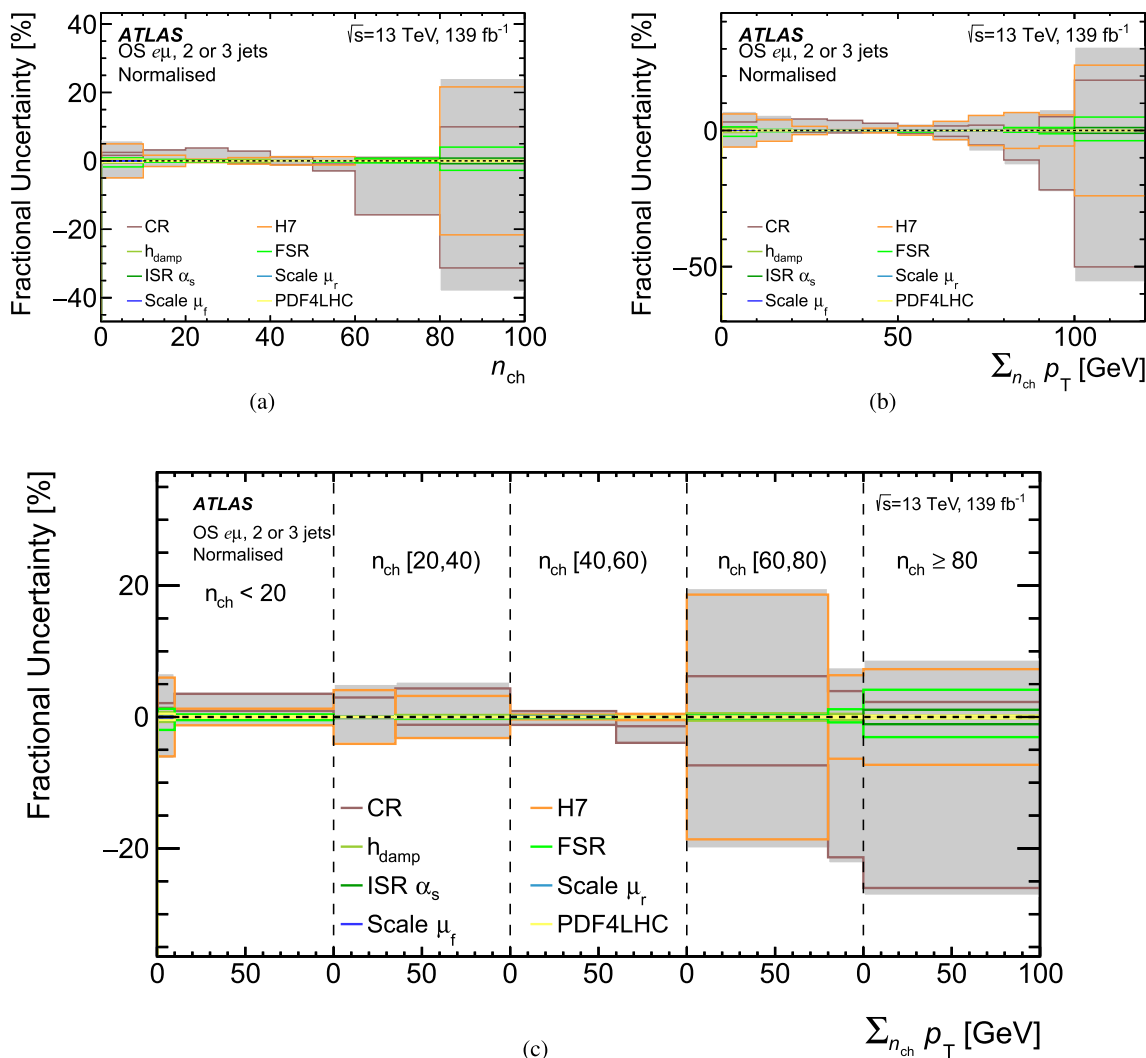 Fractional Uncertainty [%]
ATLAS
√s=13 TeV, 139 fb⁻¹
OS eμ, 2 or 3 jets
Normalised
40
20
0
−20
−40
CR
H7
h_damp
FSR
ISR α_s
Scale μ_r
Scale μ_f
PDF4LHC
0 20 40 60 80 100
n_ch
(a)
Fractional Uncertainty [%]
ATLAS
√s=13 TeV, 139 fb⁻¹
OS eμ, 2 or 3 jets
Normalised
0
−50
CR
H7
h_damp
FSR
ISR α_s
Scale μ_r
Scale μ_f
PDF4LHC
0 50 100
Σ_{n_ch} p_T [GeV]
(b)
Fractional Uncertainty [%]
ATLAS
√s=13 TeV, 139 fb⁻¹
OS eμ, 2 or 3 jets
Normalised
n_ch < 20
n_ch [20,40)
n_ch [40,60)
n_ch [60,80)
n_ch ≥ 80
20
0
−20
CR
H7
h_damp
FSR
ISR α_s
Scale μ_r
Scale μ_f
PDF4LHC
0 50 0 50 0 50 0 50 0 50 100
Σ_{n_ch} p_T [GeV]
(c)